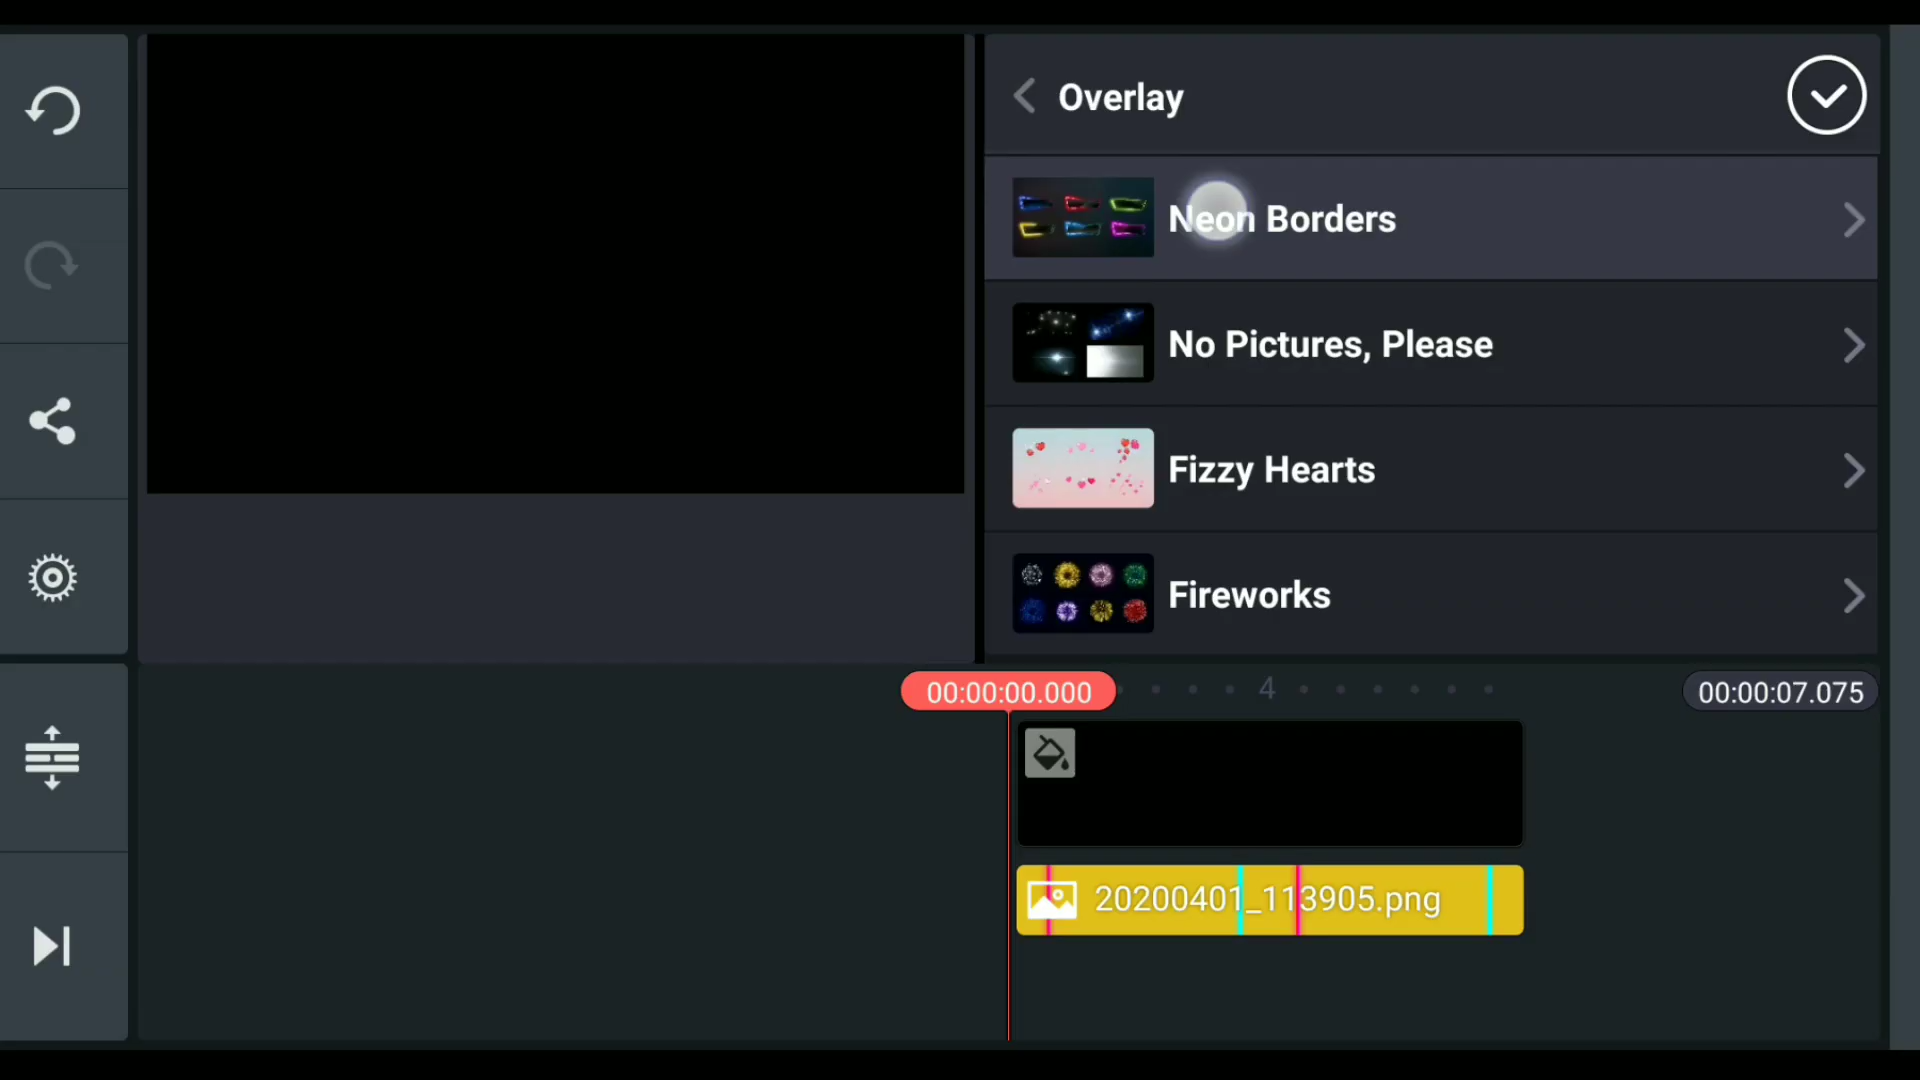 Overlay
Neon Borders
No Pictures, Please
Fizzy Hearts
Fireworks
00:00:00.000
4
00:00:07.075
20200401_113905.png